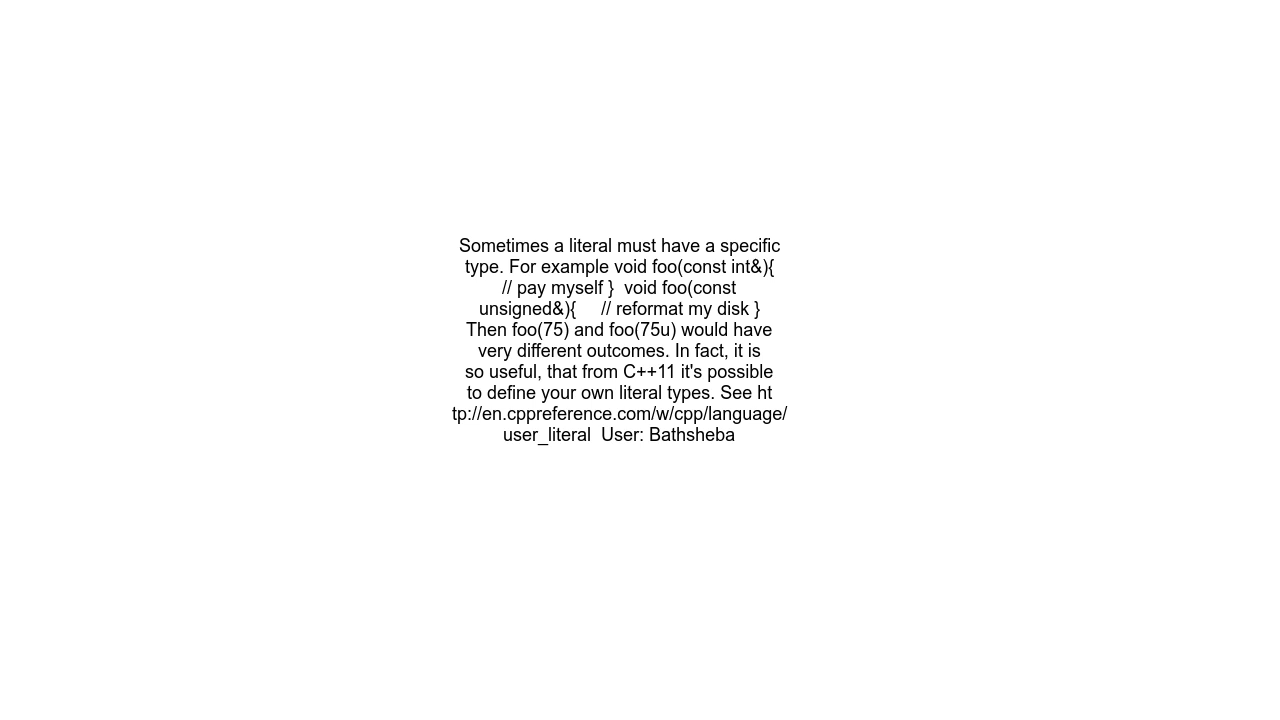 Sometimes a literal must have a specific
type. For example void foo(const int&){
// pay myself }  void foo(const
unsigned&){     // reformat my disk }
Then foo(75) and foo(75u) would have
very different outcomes. In fact, it is
so useful, that from C++11 it's possible
to define your own literal types. See ht
tp://en.cppreference.com/w/cpp/language/
user_literal  User: Bathsheba